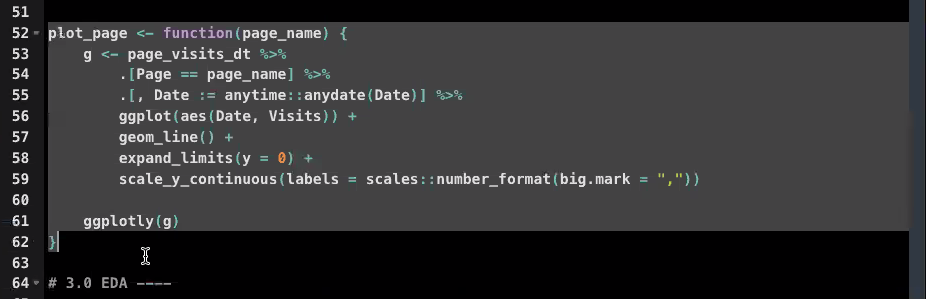 51
52 plot_page <- function(page_name) {
53 g <- page_visits_dt %>%
54 .[Page == page_name] %>%
55 .[, Date := anytime::anydate(Date)] %>%
56 ggplot(aes(Date, Visits)) +
57 geom_line() +
58 expand_limits(y = 0) +
59 scale_y_continuous(labels = scales::number_format(big.mark = ","))
60
61 ggplotly(g)
62 }
63
64 # 3.0 EDA ----